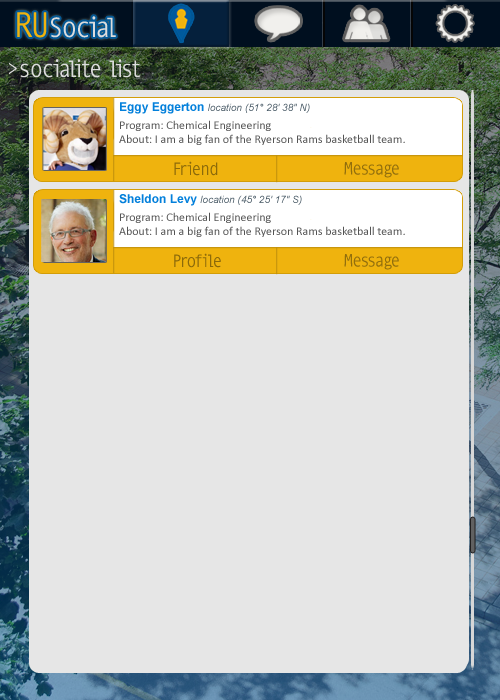 RUSocial
>socialite list
Eggy Eggerton location (51° 28' 38" N)
Program: Chemical Engineering
About: I am a big fan of the Ryerson Rams basketball team.
Friend Message
Sheldon Levy location (45° 25' 17" S)
Program: Chemical Engineering
About: I am a big fan of the Ryerson Rams basketball team.
Profile Message